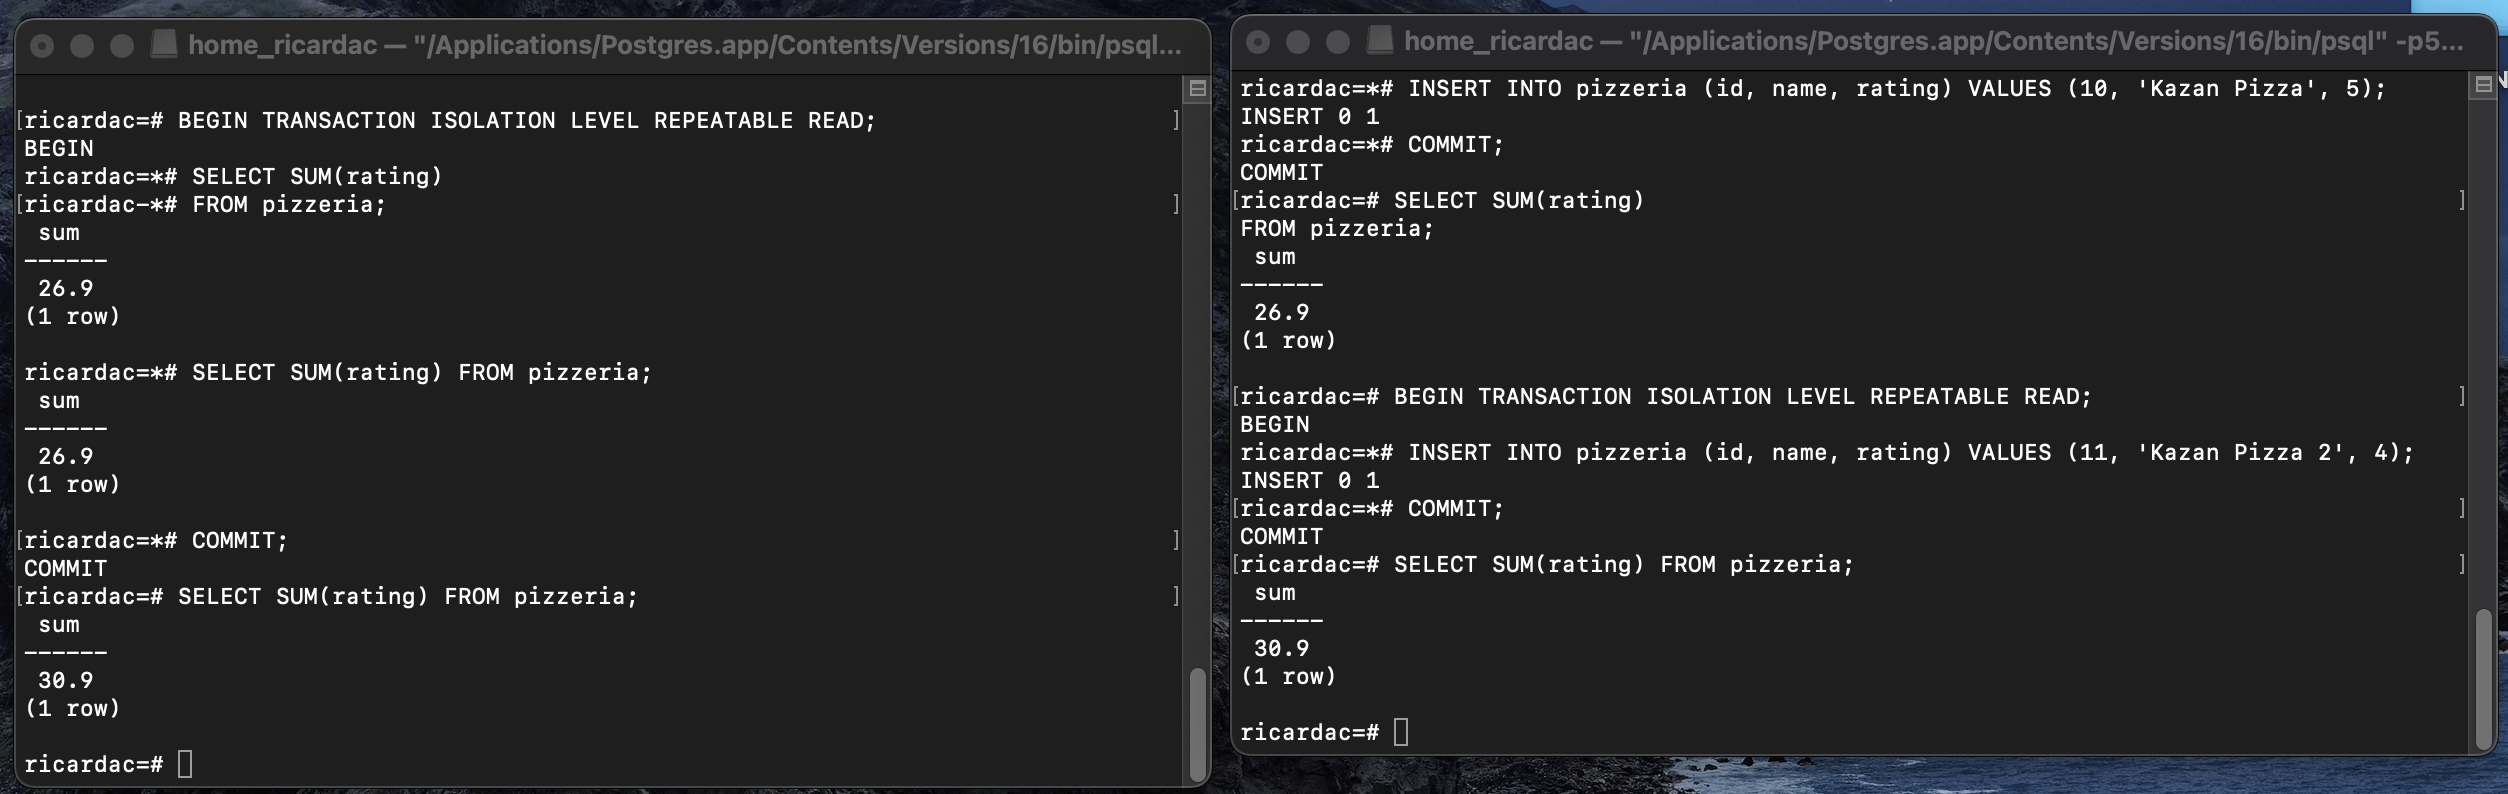 home_ricardac — "/Applications/Postgres.app/Contents/Versions/16/bin/psql...
[ricardac=# BEGIN TRANSACTION ISOLATION LEVEL REPEATABLE READ; ]
BEGIN
ricardac=*# SELECT SUM(rating)
[ricardac-*# FROM pizzeria; ]
sum
------
26.9
(1 row)
ricardac=*# SELECT SUM(rating) FROM pizzeria;
sum
------
26.9
(1 row)
[ricardac=*# COMMIT; ]
COMMIT
[ricardac=# SELECT SUM(rating) FROM pizzeria; ]
sum
------
30.9
(1 row)
ricardac=#
home_ricardac — "/Applications/Postgres.app/Contents/Versions/16/bin/psql" -p5...
ricardac=*# INSERT INTO pizzeria (id, name, rating) VALUES (10, 'Kazan Pizza', 5);
INSERT 0 1
ricardac=*# COMMIT;
COMMIT
[ricardac=# SELECT SUM(rating) ]
FROM pizzeria;
sum
------
26.9
(1 row)
[ricardac=# BEGIN TRANSACTION ISOLATION LEVEL REPEATABLE READ; ]
BEGIN
ricardac=*# INSERT INTO pizzeria (id, name, rating) VALUES (11, 'Kazan Pizza 2', 4);
INSERT 0 1
[ricardac=*# COMMIT; ]
COMMIT
[ricardac=# SELECT SUM(rating) FROM pizzeria; ]
sum
------
30.9
(1 row)
ricardac=#